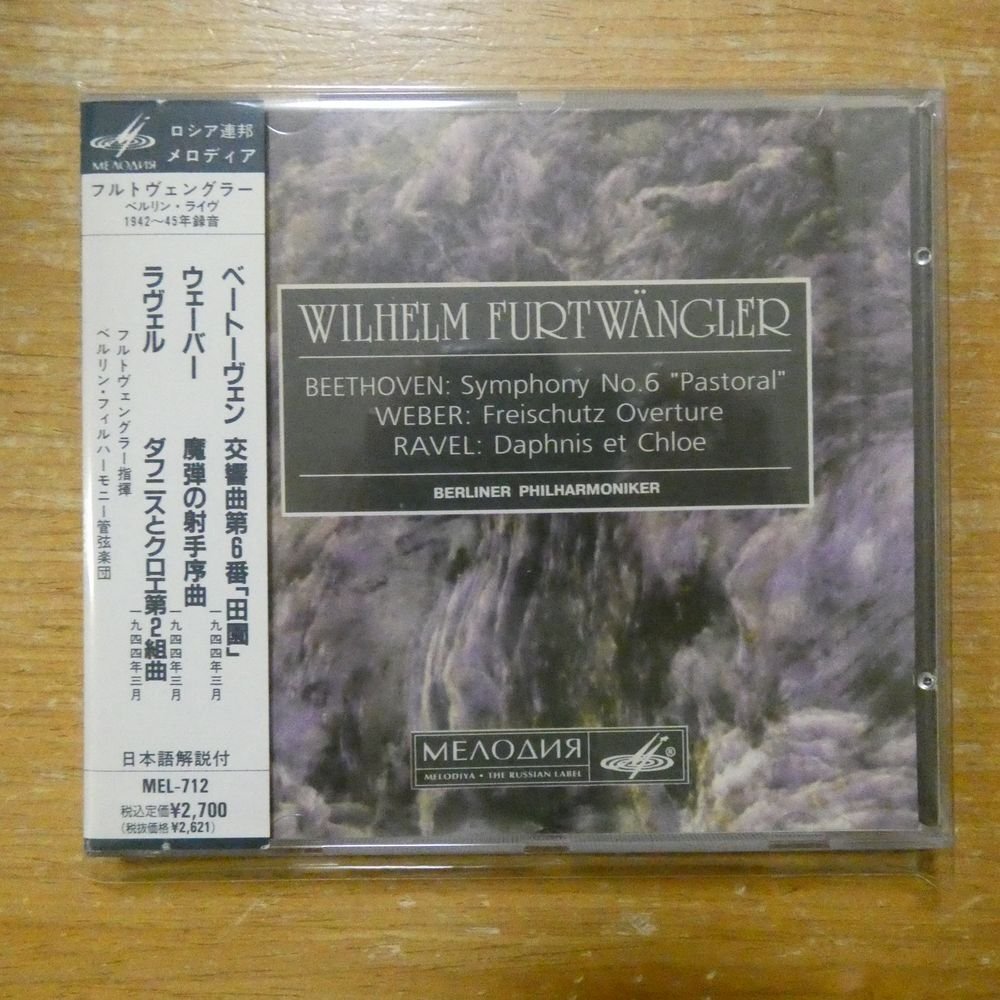 МЕЛОДИЯ
ロシア連邦
メロディア
フルトヴェングラー
ベルリン・ライヴ
1942〜45年録音
ベートーヴェン 交響曲第6番「田園」
一九四四年三月
ウェーバー 魔弾の射手序曲
一九四四年三月
ラヴェル ダフニスとクロエ第2組曲
一九四四年三月
フルトヴェングラー指揮
ベルリン・フィルハーモニー管弦楽団
日本語解説付
MEL-712
税込定価¥2,700
(税抜価格¥2,621)
WILHELM FURTWÄNGLER
BEETHOVEN: Symphony No.6 "Pastoral"
WEBER: Freischutz Overture
RAVEL: Daphnis et Chloe
BERLINER PHILHARMONIKER
МЕЛОДИЯ
MELODIYA • THE RUSSIAN LABEL
®